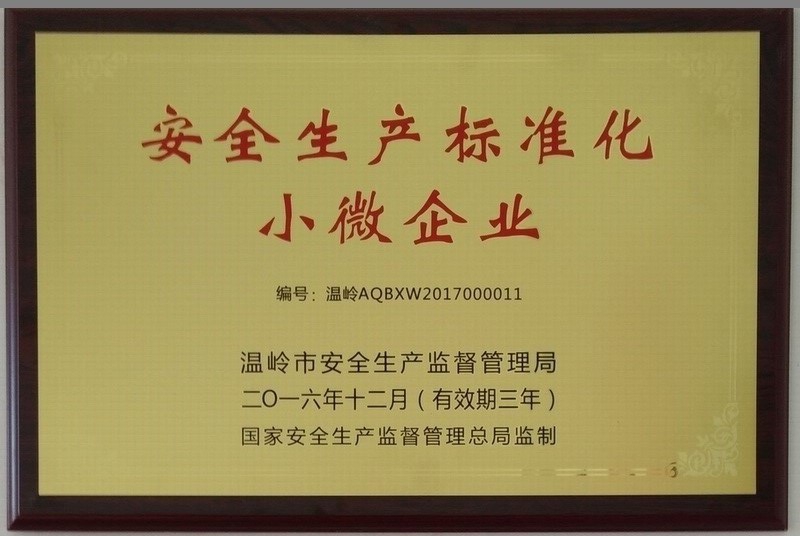 安全生产标准化
小微企业
编号：温岭AQBXW2017000011
温岭市安全生产监督管理局
二〇一六年十二月（有效期三年）
国家安全生产监督管理总局监制